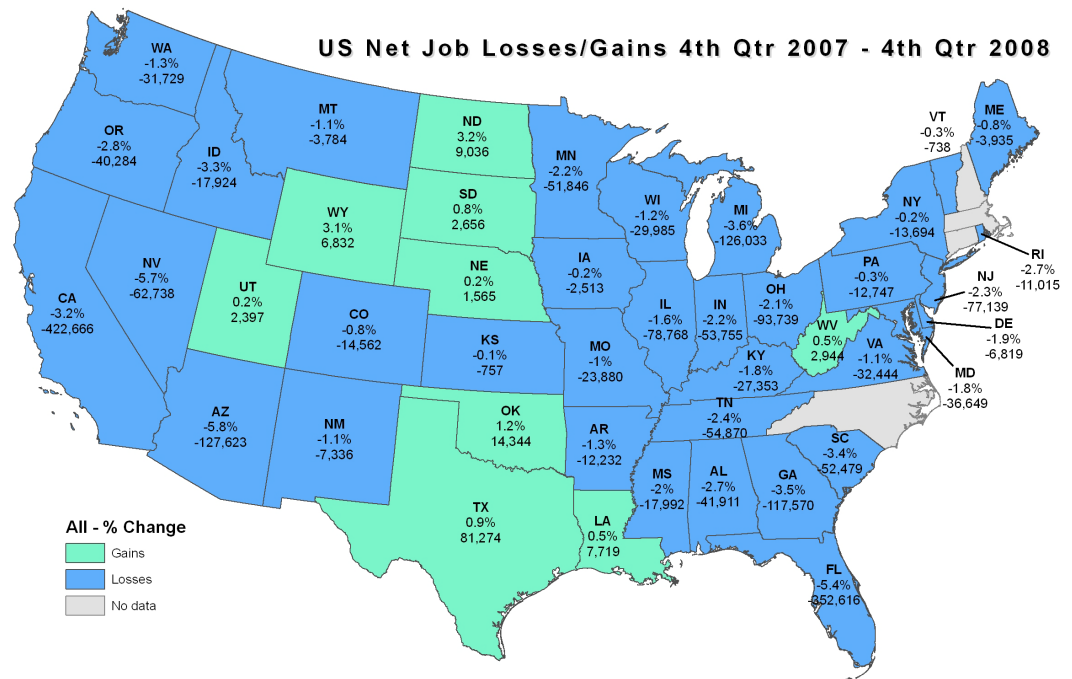 US Net Job Losses/Gains 4th Qtr 2007 - 4th Qtr 2008
WA
-1.3%
-31,729
OR
-2.8%
-40,284
ID
-3.3%
-17,924
MT
-1.1%
-3,784
ND
3.2%
9,036
SD
0.8%
2,656
MN
-2.2%
-51,846
WI
-1.2%
-29,985
MI
-3.6%
-126,033
VT
-0.3%
-738
ME
-0.8%
-3,935
NY
-0.2%
-13,694
RI
-2.7%
-11,015
WY
3.1%
6,832
NE
0.2%
1,565
IA
-0.2%
-2,513
PA
-0.3%
-12,747
NJ
-2.3%
-77,139
DE
-1.9%
-6,819
MD
-1.8%
-36,649
CA
-3.2%
-422,666
NV
-5.7%
-62,738
UT
0.2%
2,397
CO
-0.8%
-14,562
KS
-0.1%
-757
MO
-1%
-23,880
IL
-1.6%
-78,768
IN
-2.2%
-53,755
OH
-2.1%
-93,739
WV
0.5%
2,944
VA
-1.1%
-32,444
KY
-1.8%
-27,353
TN
-2.4%
-54,870
AZ
-5.8%
-127,623
NM
-1.1%
-7,336
OK
1.2%
14,344
AR
-1.3%
-12,232
MS
-2%
-17,992
AL
-2.7%
-41,911
GA
-3.5%
-117,570
SC
-3.4%
-52,479
TX
0.9%
81,274
LA
0.5%
7,719
FL
-5.4%
-352,616
All - % Change
Gains
Losses
No data